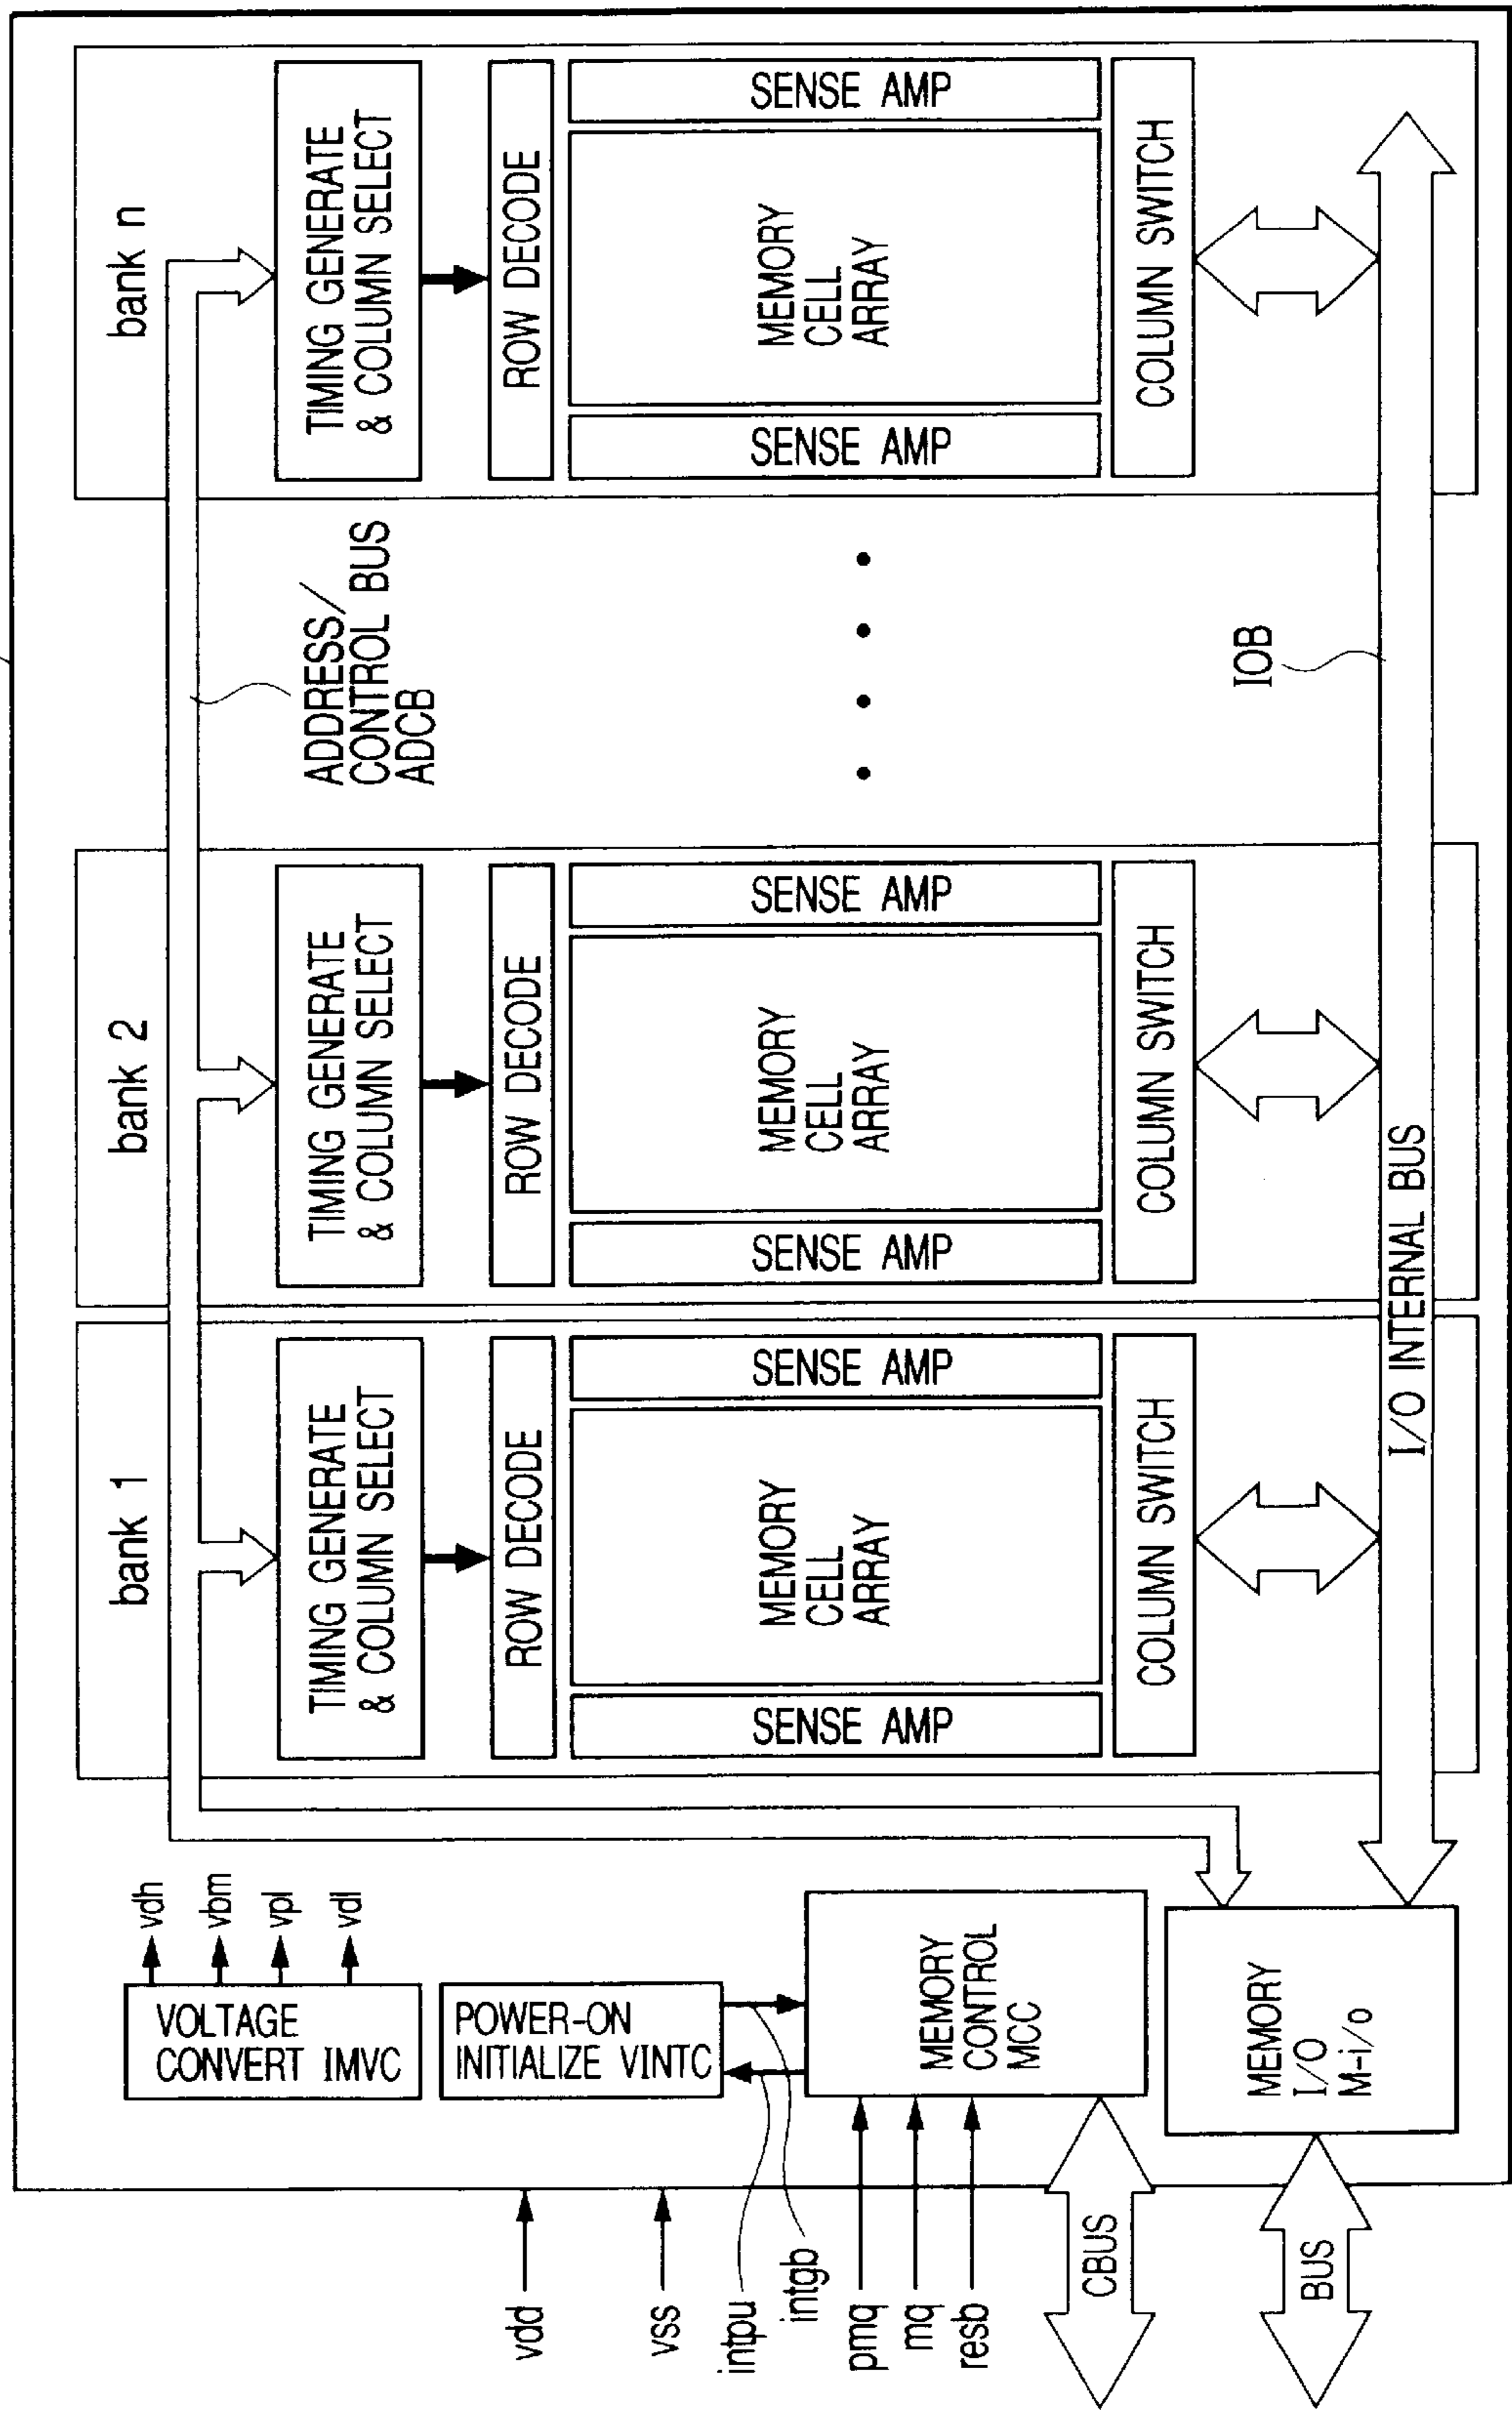 bank 1
bank 2
bank n
TIMING GENERATE
& COLUMN SELECT
TIMING GENERATE
& COLUMN SELECT
TIMING GENERATE
& COLUMN SELECT
ADDRESS/
CONTROL BUS
ADCB
ROW DECODE
ROW DECODE
ROW DECODE
SENSE AMP
MEMORY
CELL
ARRAY
SENSE AMP
SENSE AMP
MEMORY
CELL
ARRAY
SENSE AMP
SENSE AMP
MEMORY
CELL
ARRAY
SENSE AMP
COLUMN SWITCH
COLUMN SWITCH
COLUMN SWITCH
IOB
I/O INTERNAL BUS
vdh
vbm
vpl
vdl
VOLTAGE
CONVERT IMVC
POWER-ON
INITIALIZE VINTC
MEMORY
CONTROL
MCC
MEMORY
I/O
M-i/o
vdd
vss
intpu
intgb
pmq
mq
resb
CBUS
BUS